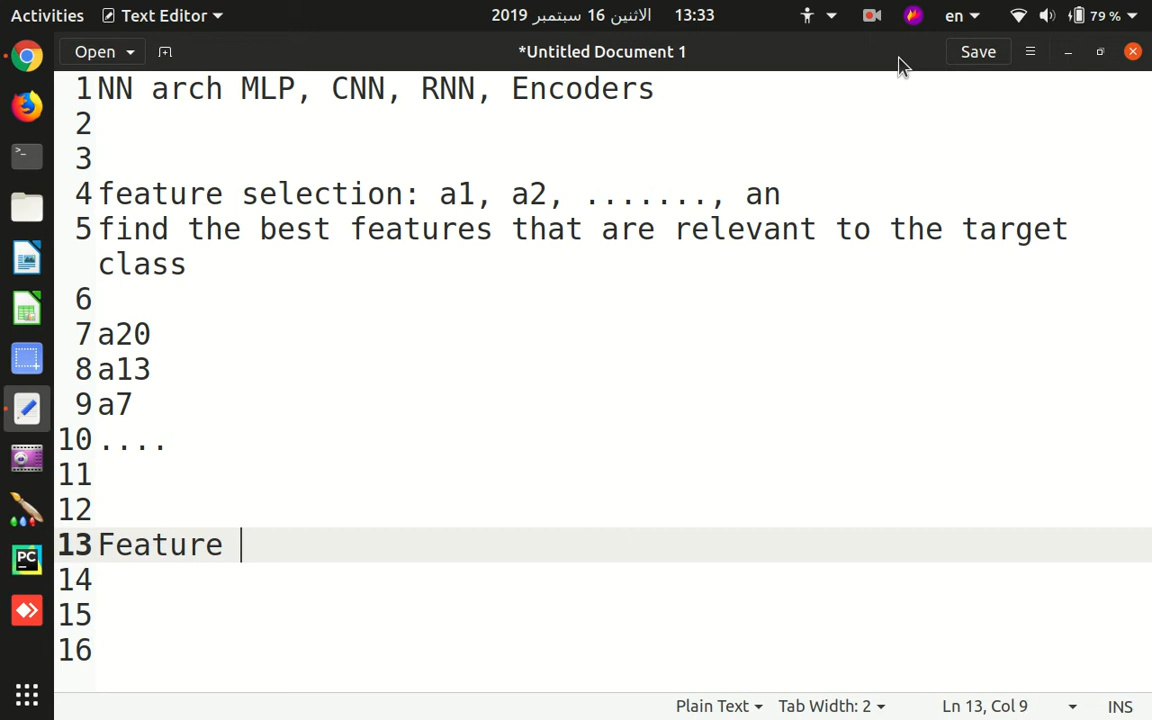 Activities Text Editor الاثنين 16 سبتمبر 2019 13:33 en 79 %
Open *Untitled Document 1 Save
1 NN arch MLP, CNN, RNN, Encoders
2
3
4 feature selection: a1, a2, ......., an
5 find the best features that are relevant to the target
class
6
7 a20
8 a13
9 a7
10 ....
11
12
13 Feature
14
15
16
PC
Plain Text Tab Width: 2 Ln 13, Col 9 INS